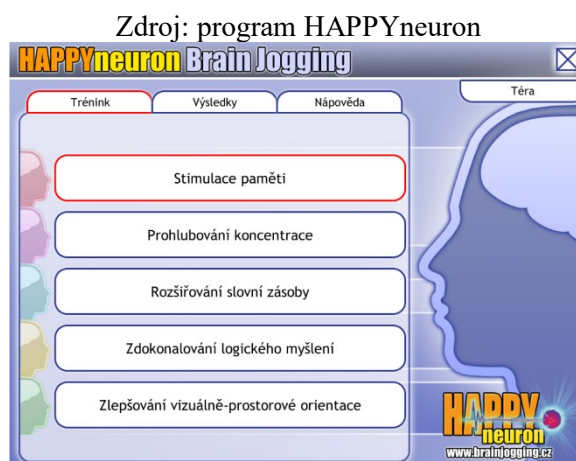 Zdroj: program HAPPYneuron
HAPPYneuron Brain Jogging
Trénink
Výsledky
Nápověda
Téra
Stimulace paměti
Prohlubování koncentrace
Rozšiřování slovní zásoby
Zdokonalování logického myšlení
Zlepšování vizuálně-prostorové orientace
HAPPY
neuron
www.brainjogging.cz